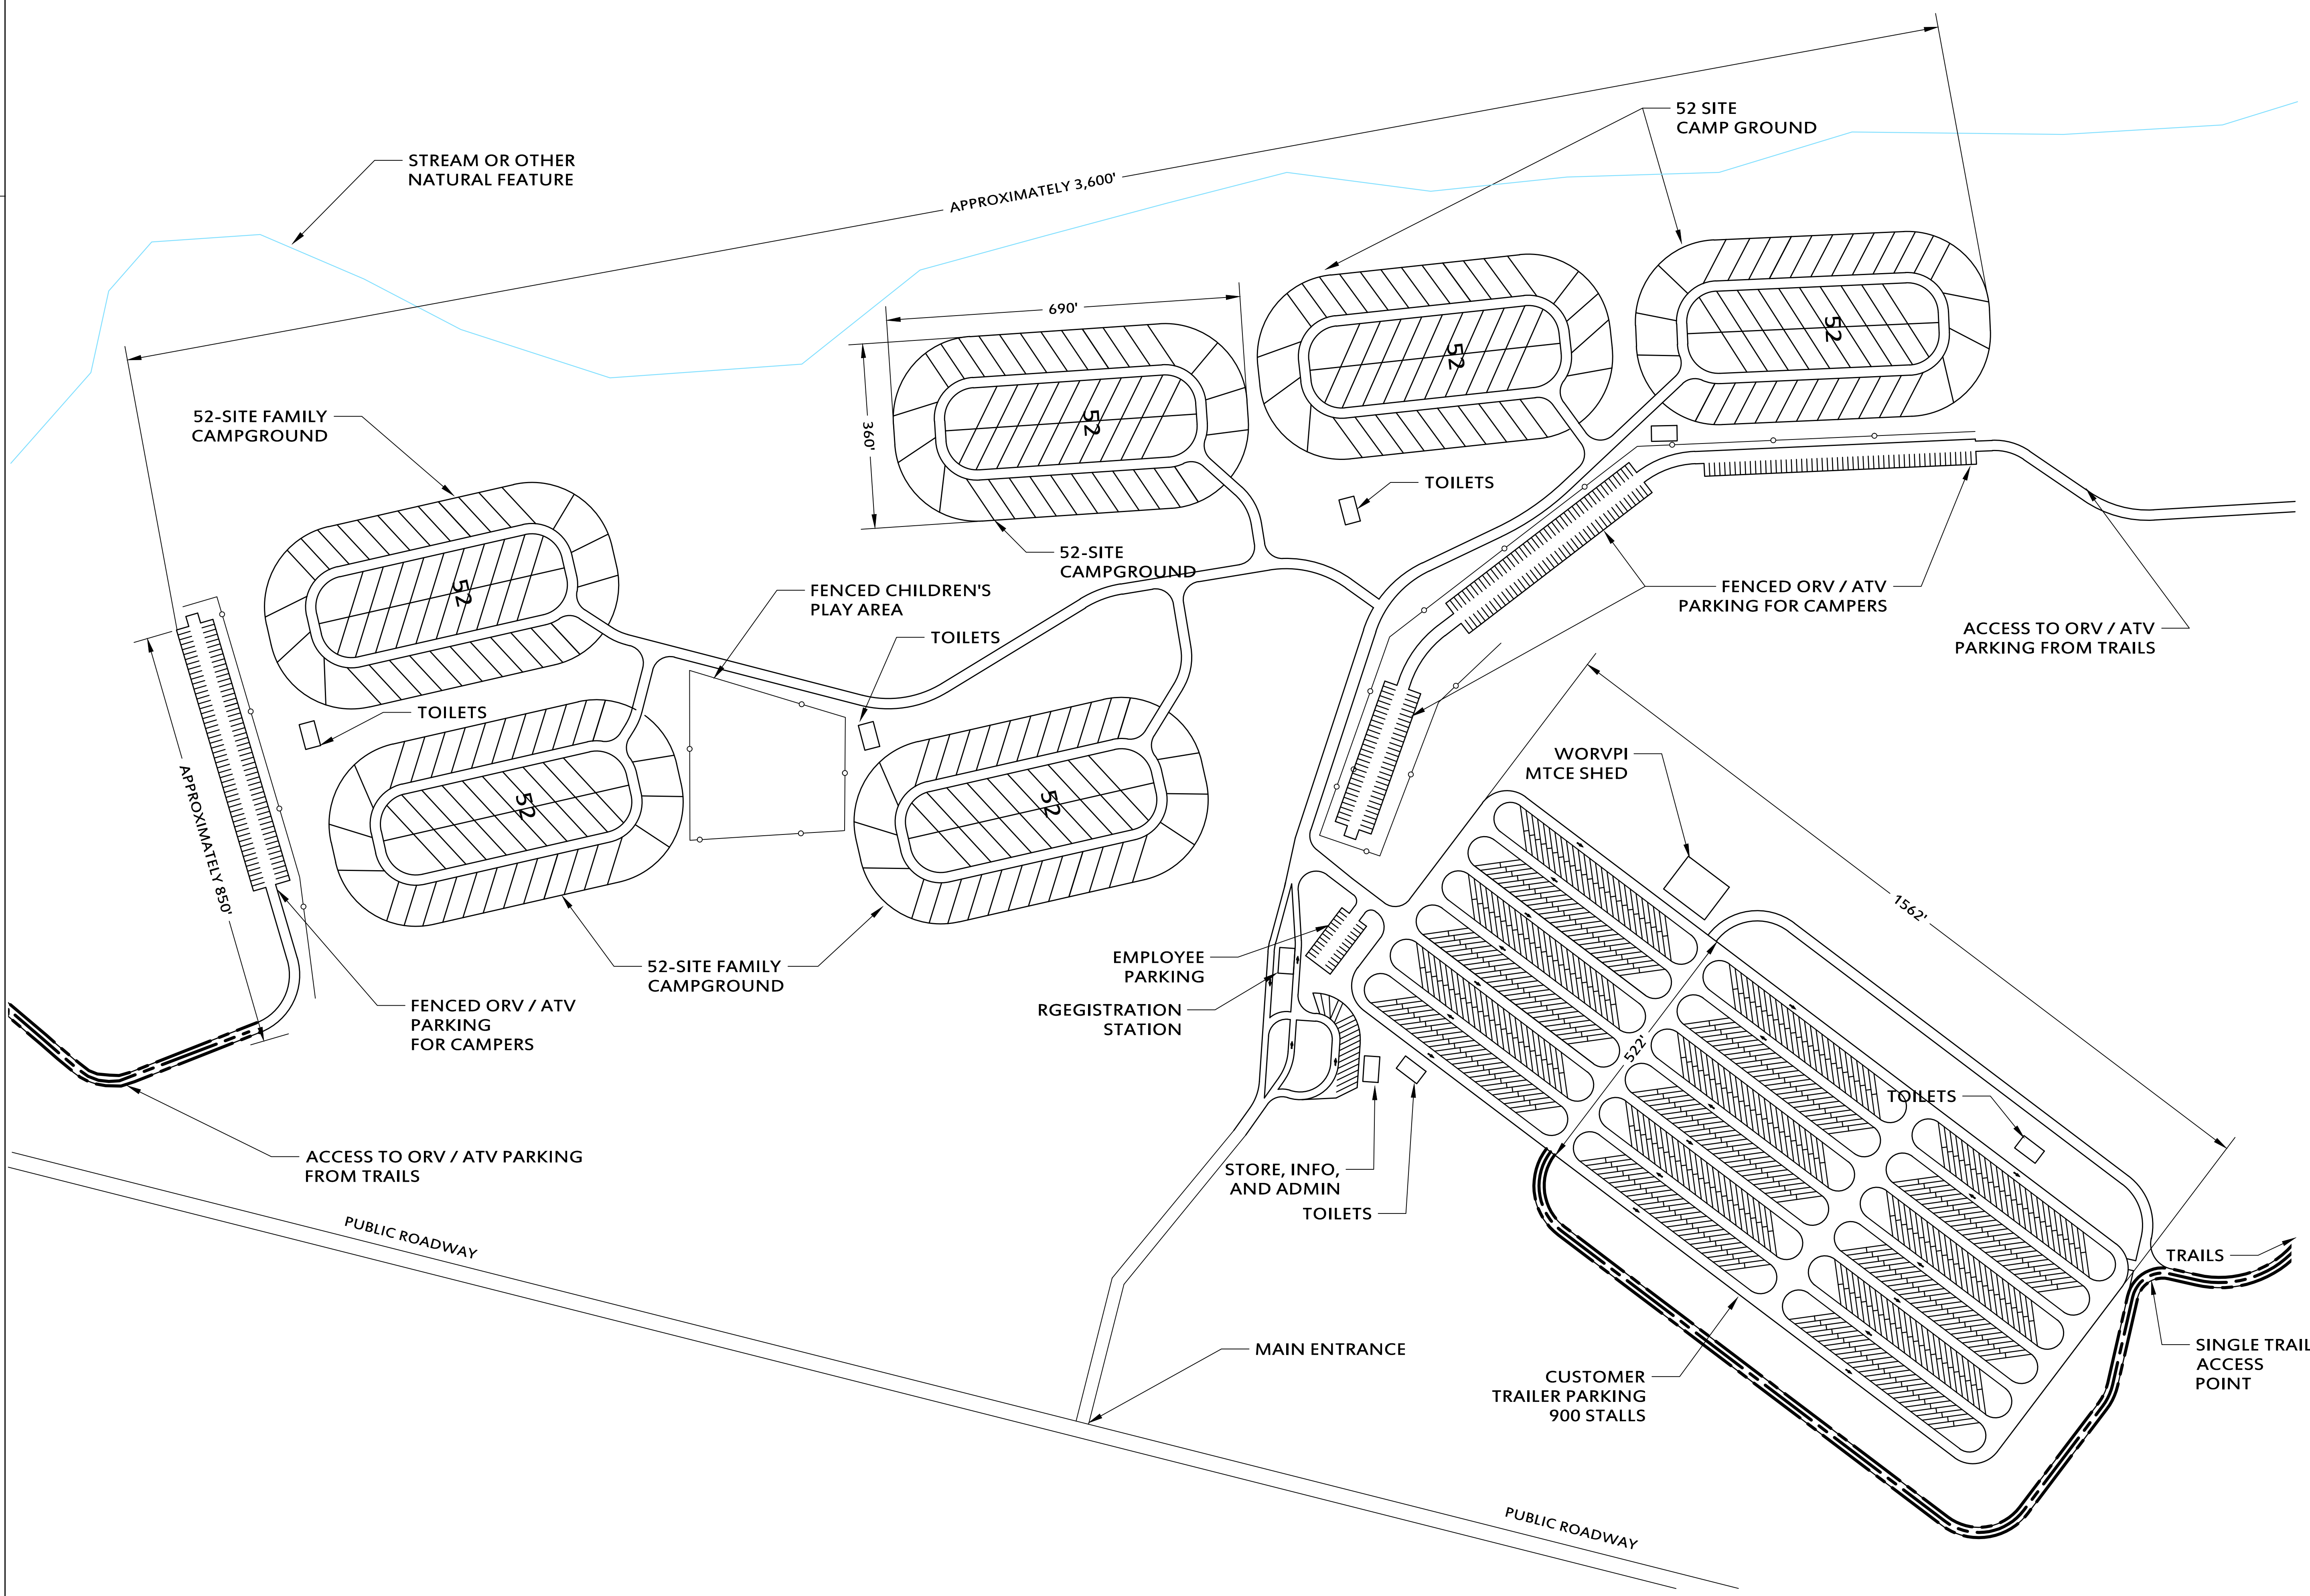 52 SITE
CAMP GROUND
STREAM OR OTHER
NATURAL FEATURE
APPROXIMATELY 3,600'
690'
360'
52
52
52
52-SITE FAMILY
CAMPGROUND
TOILETS
52-SITE
CAMPGROUND
FENCED CHILDREN'S
PLAY AREA
TOILETS
FENCED ORV / ATV
PARKING FOR CAMPERS
ACCESS TO ORV / ATV
PARKING FROM TRAILS
52
TOILETS
52
52
APPROXIMATELY 850'
WORVPI
MTCE SHED
1562'
52-SITE FAMILY
CAMPGROUND
EMPLOYEE
PARKING
RGEGISTRATION
STATION
FENCED ORV / ATV
PARKING
FOR CAMPERS
522'
TOILETS
ACCESS TO ORV / ATV PARKING
FROM TRAILS
STORE, INFO,
AND ADMIN
TOILETS
PUBLIC ROADWAY
TRAILS
MAIN ENTRANCE
SINGLE TRAIL
ACCESS
POINT
CUSTOMER
TRAILER PARKING
900 STALLS
PUBLIC ROADWAY